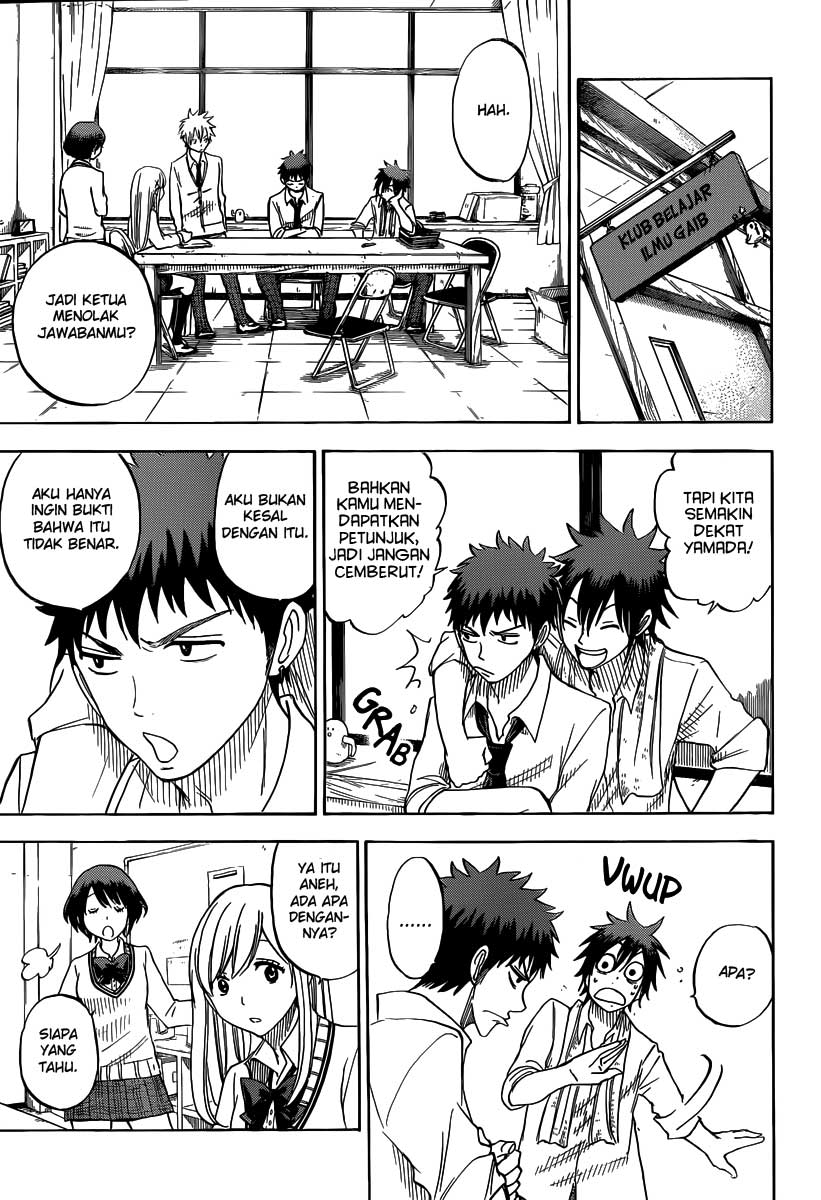 KLUB BELAJAR
ILMU GAIB
HAH.
JADI KETUA
MENOLAK
JAWABANMU?
TAPI KITA
SEMAKIN
DEKAT
YAMADA!
BAHKAN
KAMU MEN-
DAPATKAN
PETUNJUK,
JADI JANGAN
CEMBERUT!
GRAB
AKU BUKAN
KESAL
DENGAN ITU.
AKU HANYA
INGIN BUKTI
BAHWA ITU
TIDAK BENAR.
VWUP
APA?
......
YA ITU
ANEH,
ADA APA
DENGAN-
NYA?
SIAPA
YANG
TAHU.